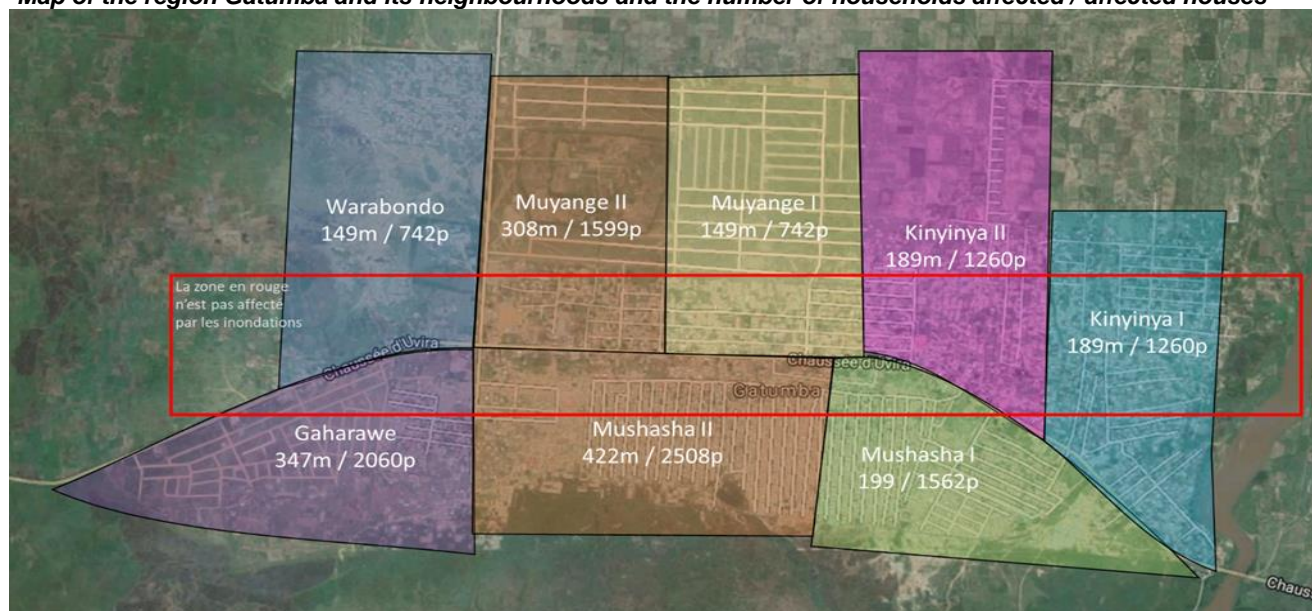 Map of the region Gatumba and its neighbourhoods and the number of households affected / affected houses
Warabondo
149m / 742p
Muyange II
308m / 1599p
Muyange I
149m / 742p
Kinyinya II
189m / 1260p
Kinyinya I
189m / 1260p
La zone en rouge
n'est pas affecté
par les inondations
Chaussée d'Uvira
Chaussée d'Uvira
Gatumba
Gaharawe
347m / 2060p
Mushasha II
422m / 2508p
Mushasha I
199 / 1562p
Chaus